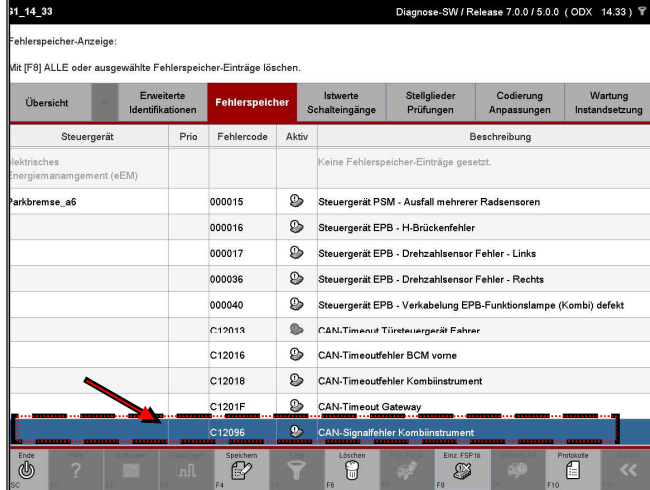 G1_14_33
Diagnose-SW / Release 7.0.0 / 5.0.0 ( ODX 14.33 )
Fehlerspeicher-Anzeige:
Mit [F8] ALLE oder ausgewählte Fehlerspeicher-Einträge löschen.
Übersicht
Erweiterte Identifikationen
Fehlerspeicher
Istwerte Schalteingänge
Stellglieder Prüfungen
Codierung Anpassungen
Wartung Instandsetzung
Steuergerät Prio Fehlercode Aktiv Beschreibung
elektrisches Keine Fehlerspeicher-Einträge gesetzt.
Energiemanamgement (eEM)
Parkbremse_a6 000015 Steuergerät PSM - Ausfall mehrerer Radsensoren
000016 Steuergerät EPB - H-Brückenfehler
000017 Steuergerät EPB - Drehzahlsensor Fehler - Links
000036 Steuergerät EPB - Drehzahlsensor Fehler - Rechts
000040 Steuergerät EPB - Verkabelung EPB-Funktionslampe (Kombi) defekt
C12013 CAN-Timeout Türsteuergerät Fahrer
C12016 CAN-Timeoutfehler BCM vorne
C12018 CAN-Timeoutfehler Kombiinstrument
C1201F CAN-Timeout Gateway
C12096 CAN-Signalfehler Kombiinstrument
Ende Speichern Löschen Einz. FSP lö. Protokolle
SC F4 F6 F8 F10